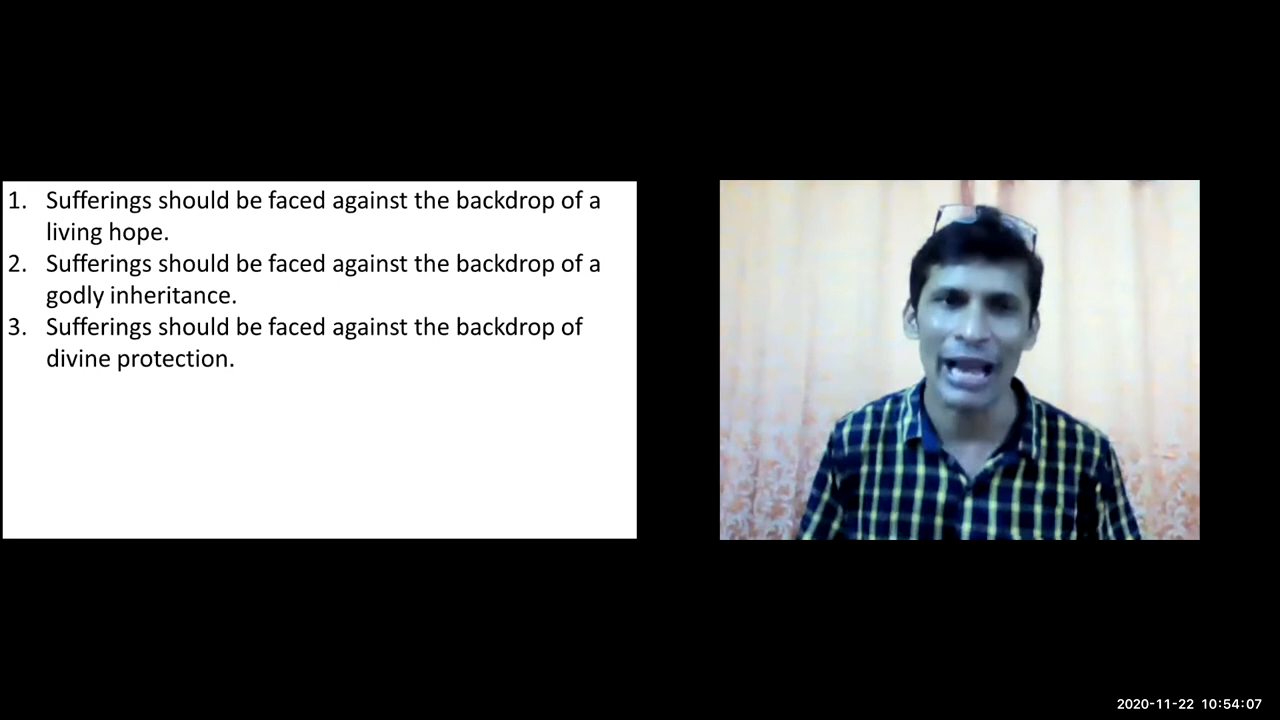 1. Sufferings should be faced against the backdrop of a
living hope.
2. Sufferings should be faced against the backdrop of a
godly inheritance.
3. Sufferings should be faced against the backdrop of
divine protection.
2020-11-22 10:54:07